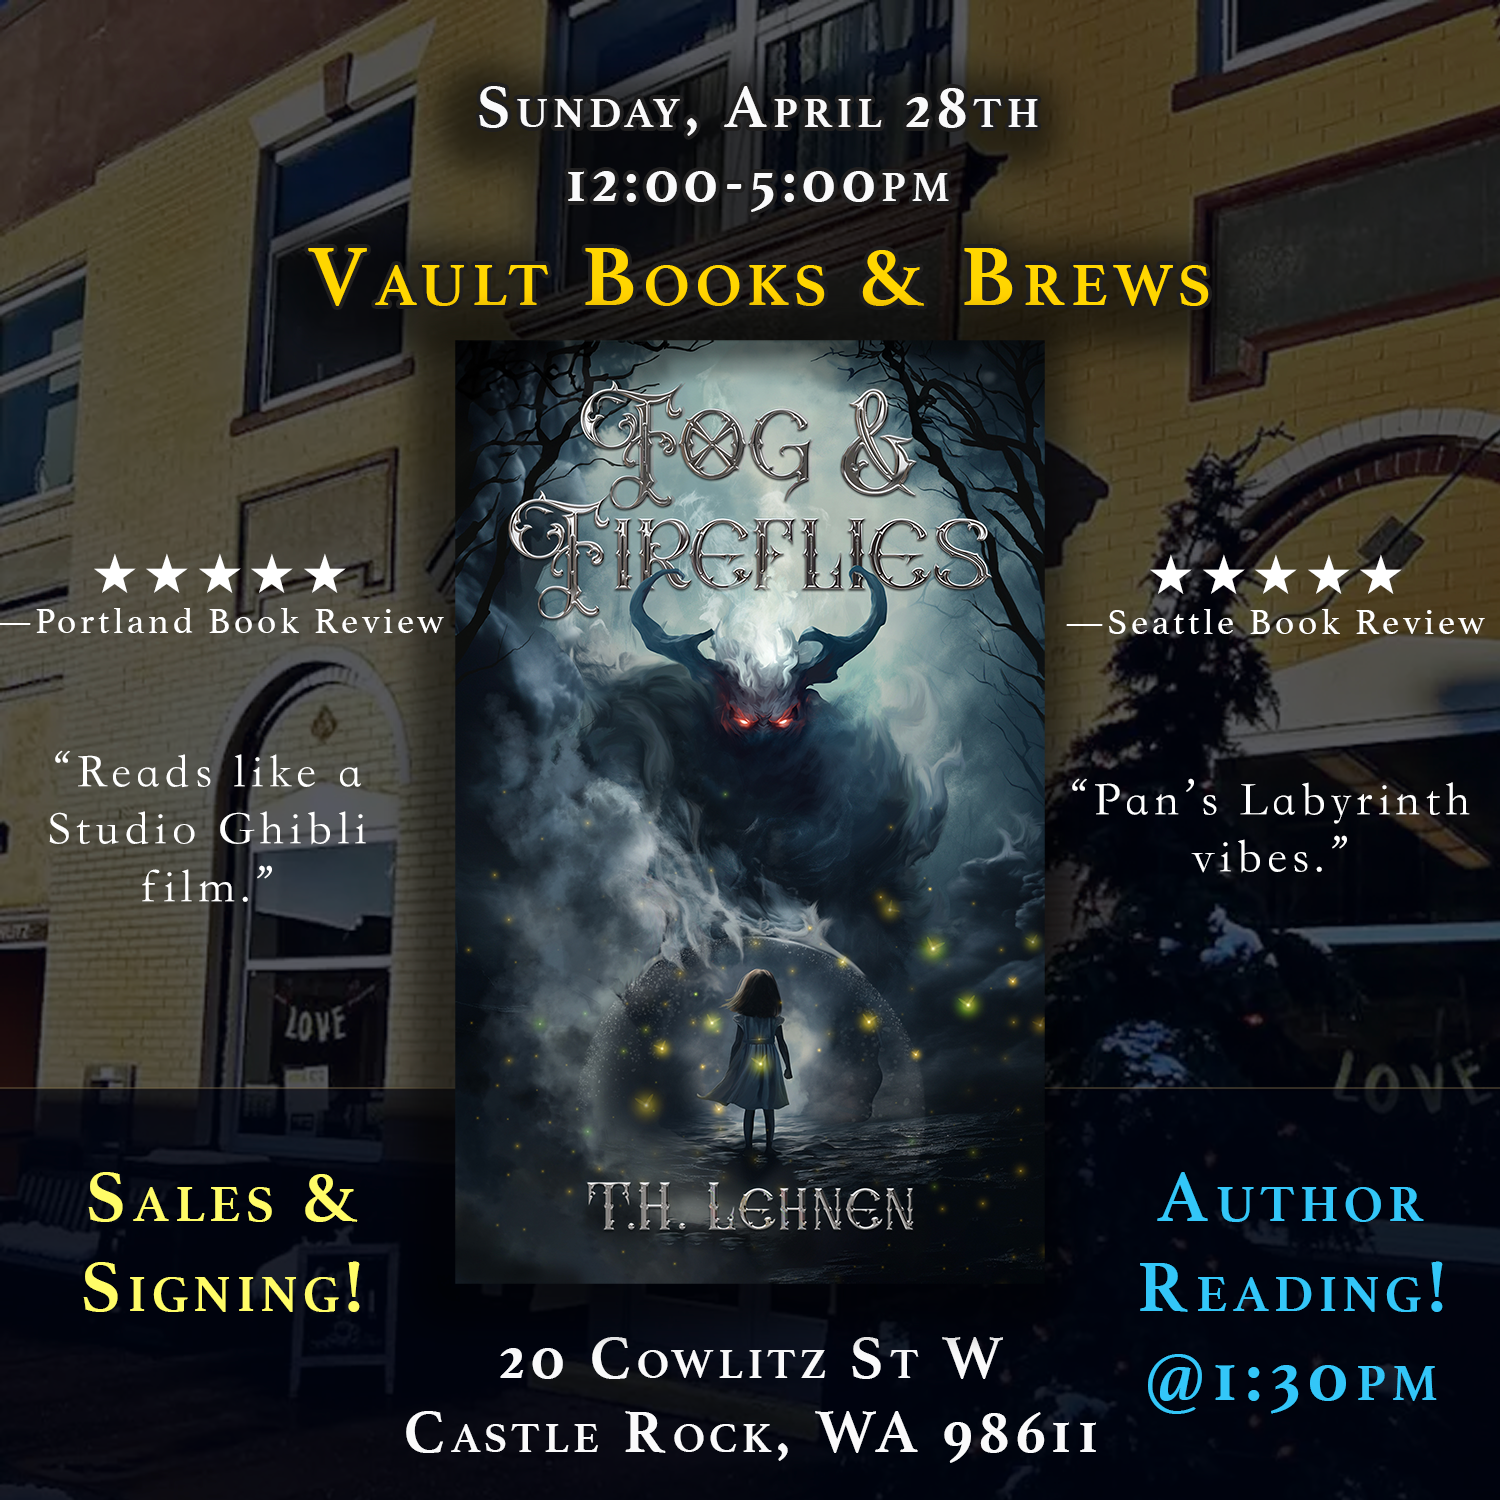 Sunday, April 28th
12:00-5:00pm
Vault Books & Brews
Fog &
Fireflies
★★★★★
—Portland Book Review
★★★★★
—Seattle Book Review
“Reads like a
Studio Ghibli
film.”
“Pan’s Labyrinth
vibes.”
LOVE
LOVE
T.H. Lehnen
Sales &
Signing!
Author
Reading!
@1:30pm
20 Cowlitz St W
Castle Rock, WA 98611